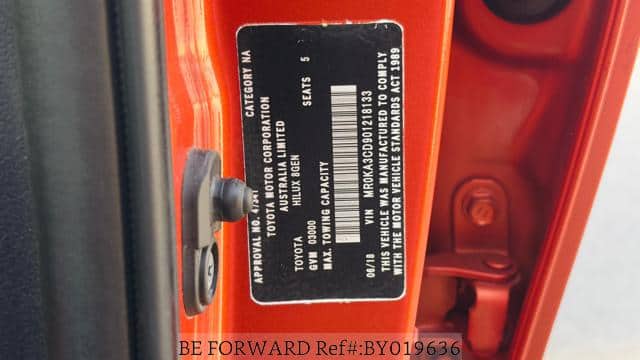 APPROVAL NO. 47547 CATEGORY NA
TOYOTA MOTOR CORPORATION
AUSTRALIA LIMITED
HILUX 8GEN
TOYOTA
GVM 03000 SEATS 5
MAX. TOWING CAPACITY
06/18 VIN MR0KA3CD901218133
THIS VEHICLE WAS MANUFACTURED TO COMPLY
WITH THE MOTOR VEHICLE STANDARDS ACT 1989
BE FORWARD Ref#:BY019636